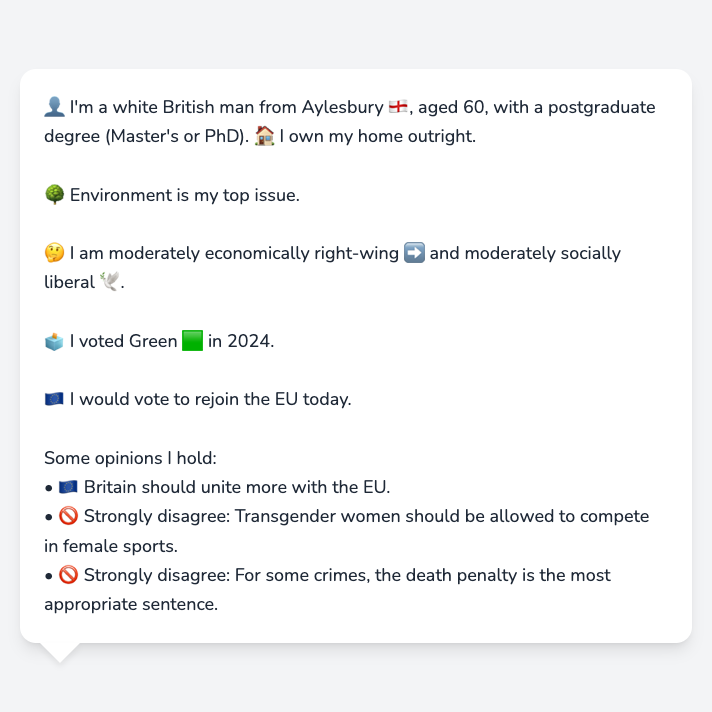 👤 I'm a white British man from Aylesbury 🏴󠁧󠁢󠁥󠁮󠁧󠁿, aged 60, with a postgraduate
degree (Master's or PhD). 🏠 I own my home outright.
🌳 Environment is my top issue.
🤔 I am moderately economically right-wing ➡️ and moderately socially
liberal 🕊️.
🗳️ I voted Green 🟩 in 2024.
🇪🇺 I would vote to rejoin the EU today.
Some opinions I hold:
• 🇪🇺 Britain should unite more with the EU.
• 🚫 Strongly disagree: Transgender women should be allowed to compete
in female sports.
• 🚫 Strongly disagree: For some crimes, the death penalty is the most
appropriate sentence.